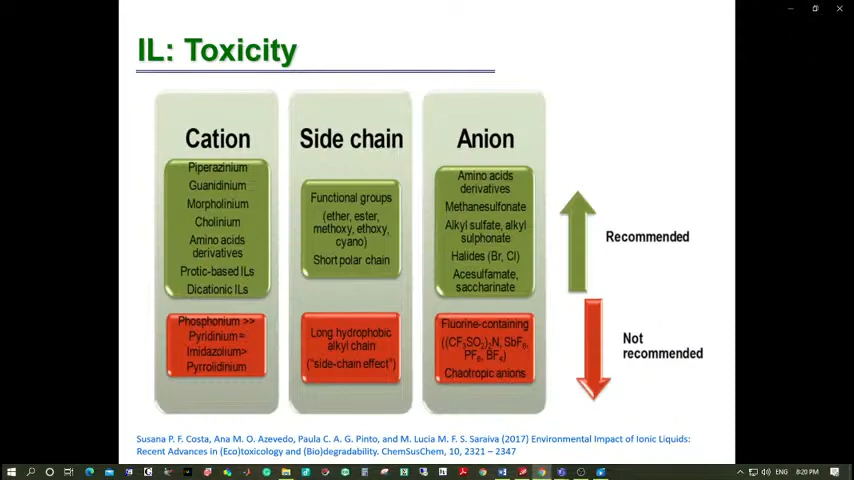 IL: Toxicity
Cation
Piperazinium
Guanidinium
Morpholinium
Cholinium
Amino acids
derivatives
Protic-based ILs
Dicationic ILs
Phosphonium >>
Pyridinium ≈
Imidazolium>
Pyrrolidinium
Side chain
Functional groups
(ether, ester,
methoxy, ethoxy,
cyano)
Short polar chain
Long hydrophobic
alkyl chain
("side-chain effect")
Anion
Amino acids
derivatives
Methanesulfonate
Alkyl sulfate, alkyl
sulphonate
Halides (Br, Cl)
Acesulfamate,
saccharinate
Fluorine-containing
((CF₃SO₂)₂N, SbF₆,
PF₆, BF₄)
Chaotropic anions
Recommended
Not
recommended
Susana P. F. Costa, Ana M. O. Azevedo, Paula C. A. G. Pinto, and M. Lucia M. F. S. Saraiva (2017) Environmental Impact of Ionic Liquids:
Recent Advances in (Eco)toxicology and (Bio)degradability. ChemSusChem, 10, 2321 – 2347
ENG
8:20 PM